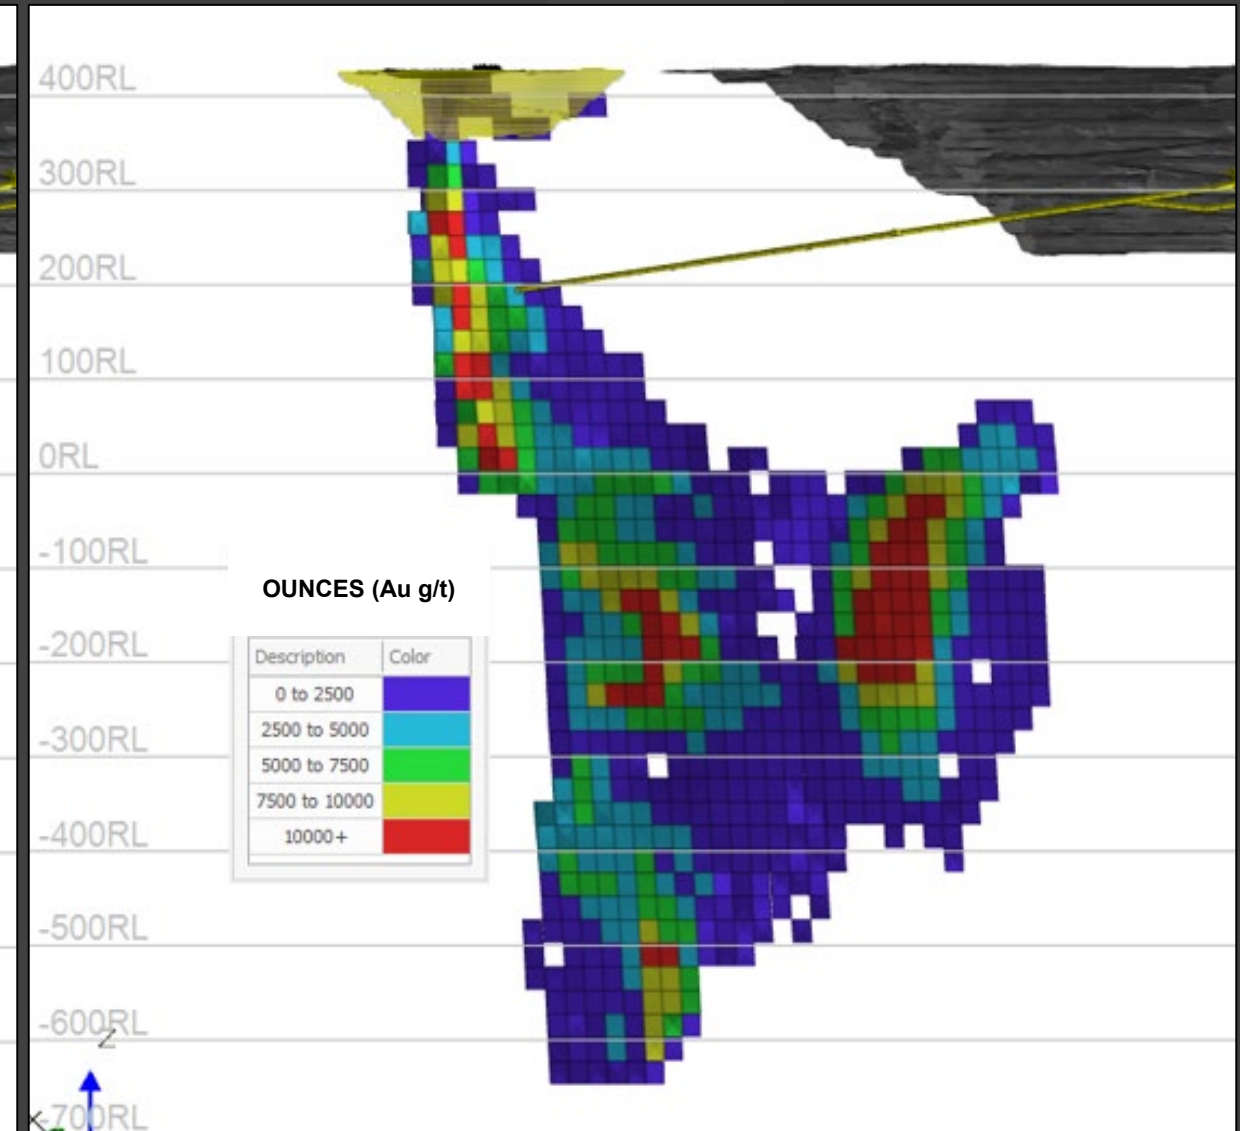 400RL
300RL
200RL
100RL
0RL
-100RL
OUNCES (Au g/t)
-200RL
Description Color
0 to 2500
2500 to 5000
-300RL
5000 to 7500
7500 to 10000
-400RL
10000+
-500RL
-600RL
Z
-700RL